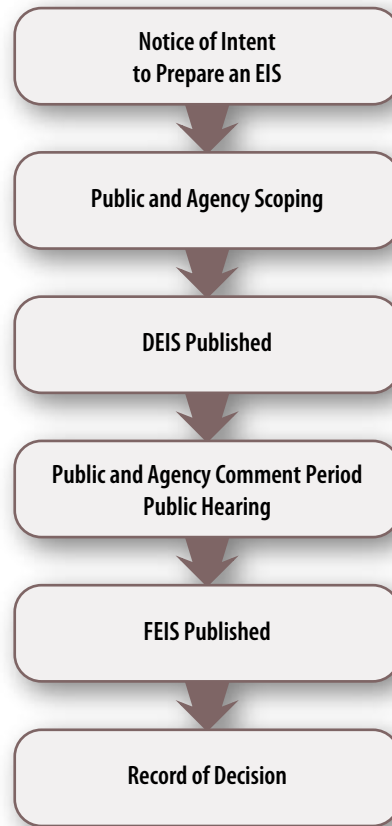 Notice of Intent
to Prepare an EIS
Public and Agency Scoping
DEIS Published
Public and Agency Comment Period
Public Hearing
FEIS Published
Record of Decision